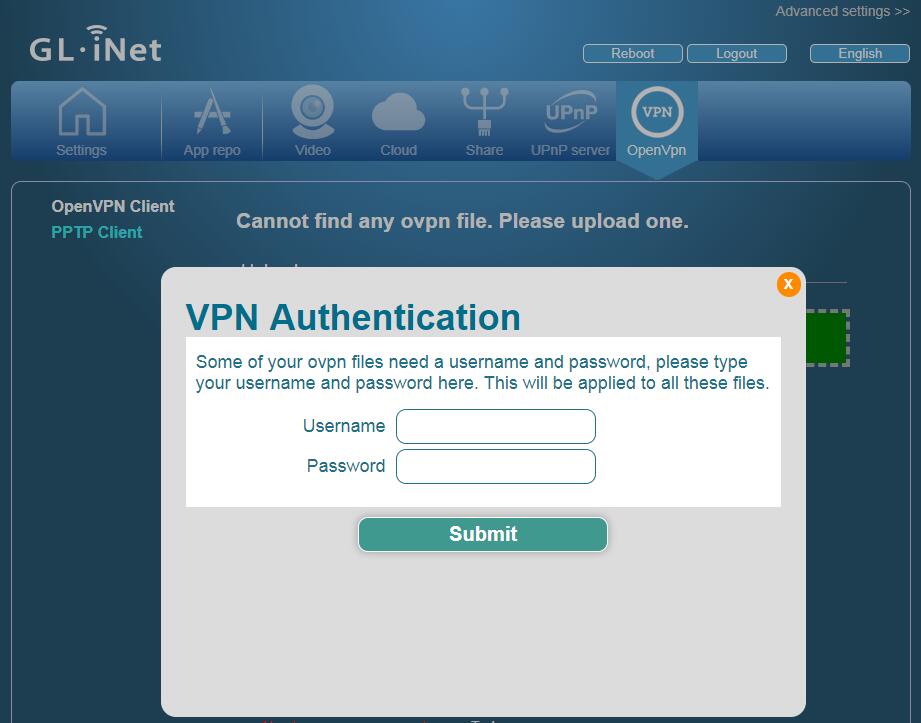 Advanced settings >>
GL·iNet
Reboot
Logout
English
Settings
App repo
Video
Cloud
Share
UPnP
UPnP server
VPN
OpenVpn
OpenVPN Client
PPTP Client
Cannot find any ovpn file. Please upload one.
X
VPN Authentication
Some of your ovpn files need a username and password, please type
your username and password here. This will be applied to all these files.
Username
Password
Submit